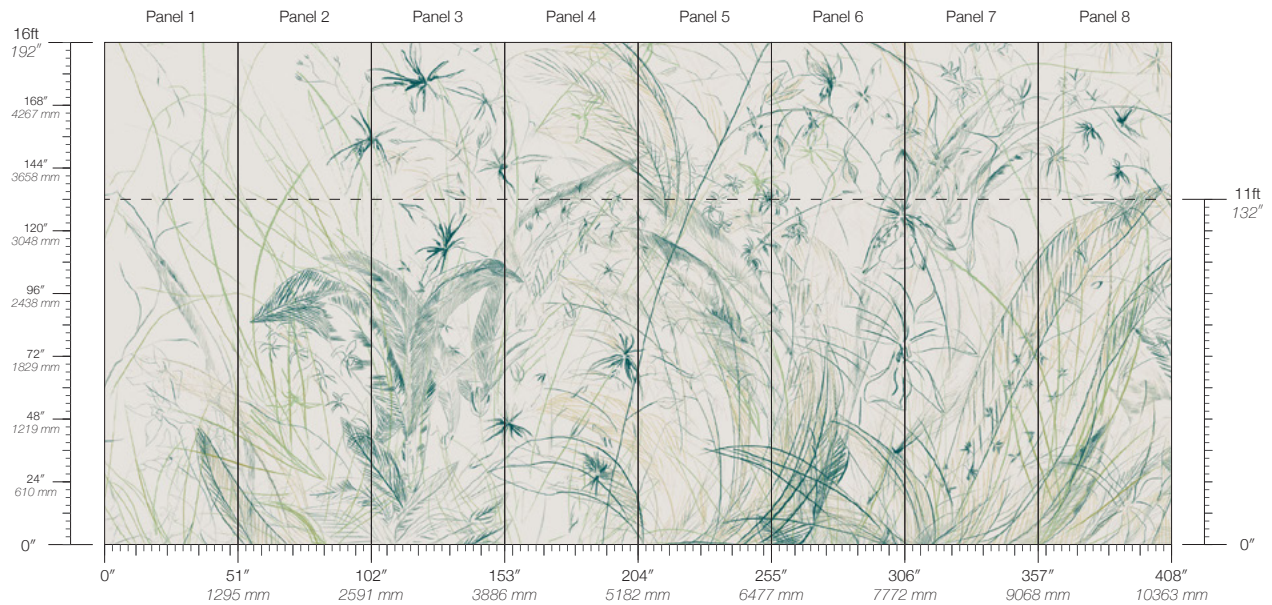 Panel 1 Panel 2 Panel 3 Panel 4 Panel 5 Panel 6 Panel 7 Panel 8
16ft
192″
168″
4267 mm
144″
3658 mm
11ft
132″
120″
3048 mm
96″
2438 mm
72″
1829 mm
48″
1219 mm
24″
610 mm
0″ 0″
0″ 51″ 102″ 153″ 204″ 255″ 306″ 357″ 408″
1295 mm 2591 mm 3886 mm 5182 mm 6477 mm 7772 mm 9068 mm 10363 mm